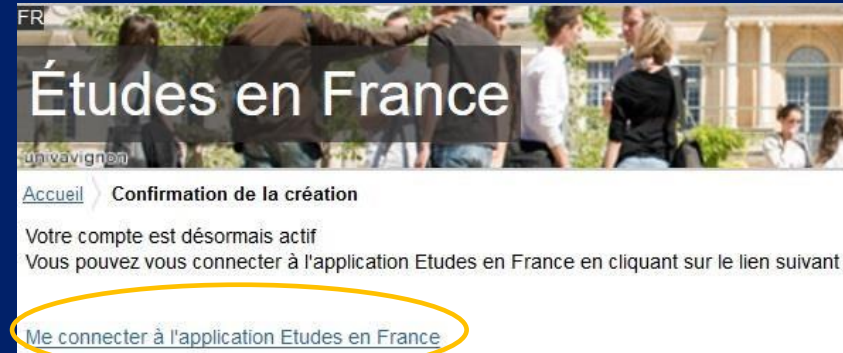 FR
Études en France
univavignon
Accueil Confirmation de la création
Votre compte est désormais actif
Vous pouvez vous connecter à l'application Etudes en France en cliquant sur le lien suivant
Me connecter à l'application Etudes en France